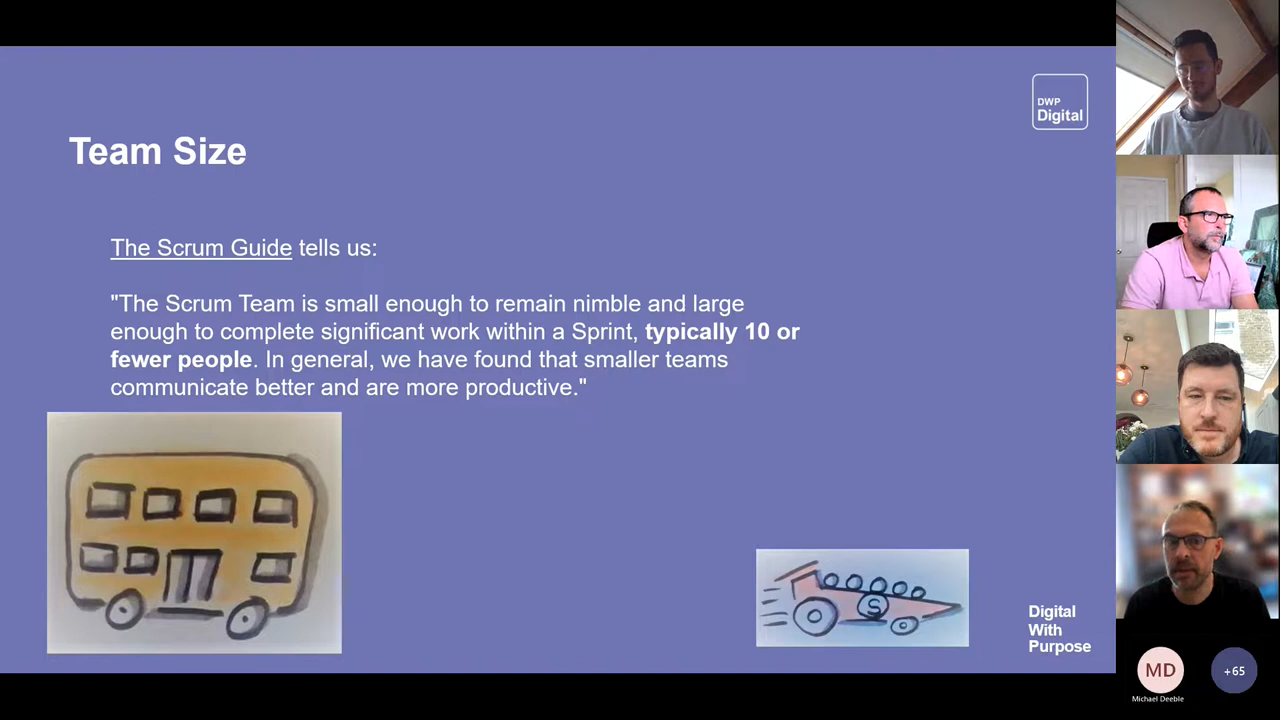 DWP
Digital
Team Size
The Scrum Guide tells us:
"The Scrum Team is small enough to remain nimble and large
enough to complete significant work within a Sprint, typically 10 or
fewer people. In general, we have found that smaller teams
communicate better and are more productive."
S
Digital
With
Purpose
MD
+65
Michael Deeble